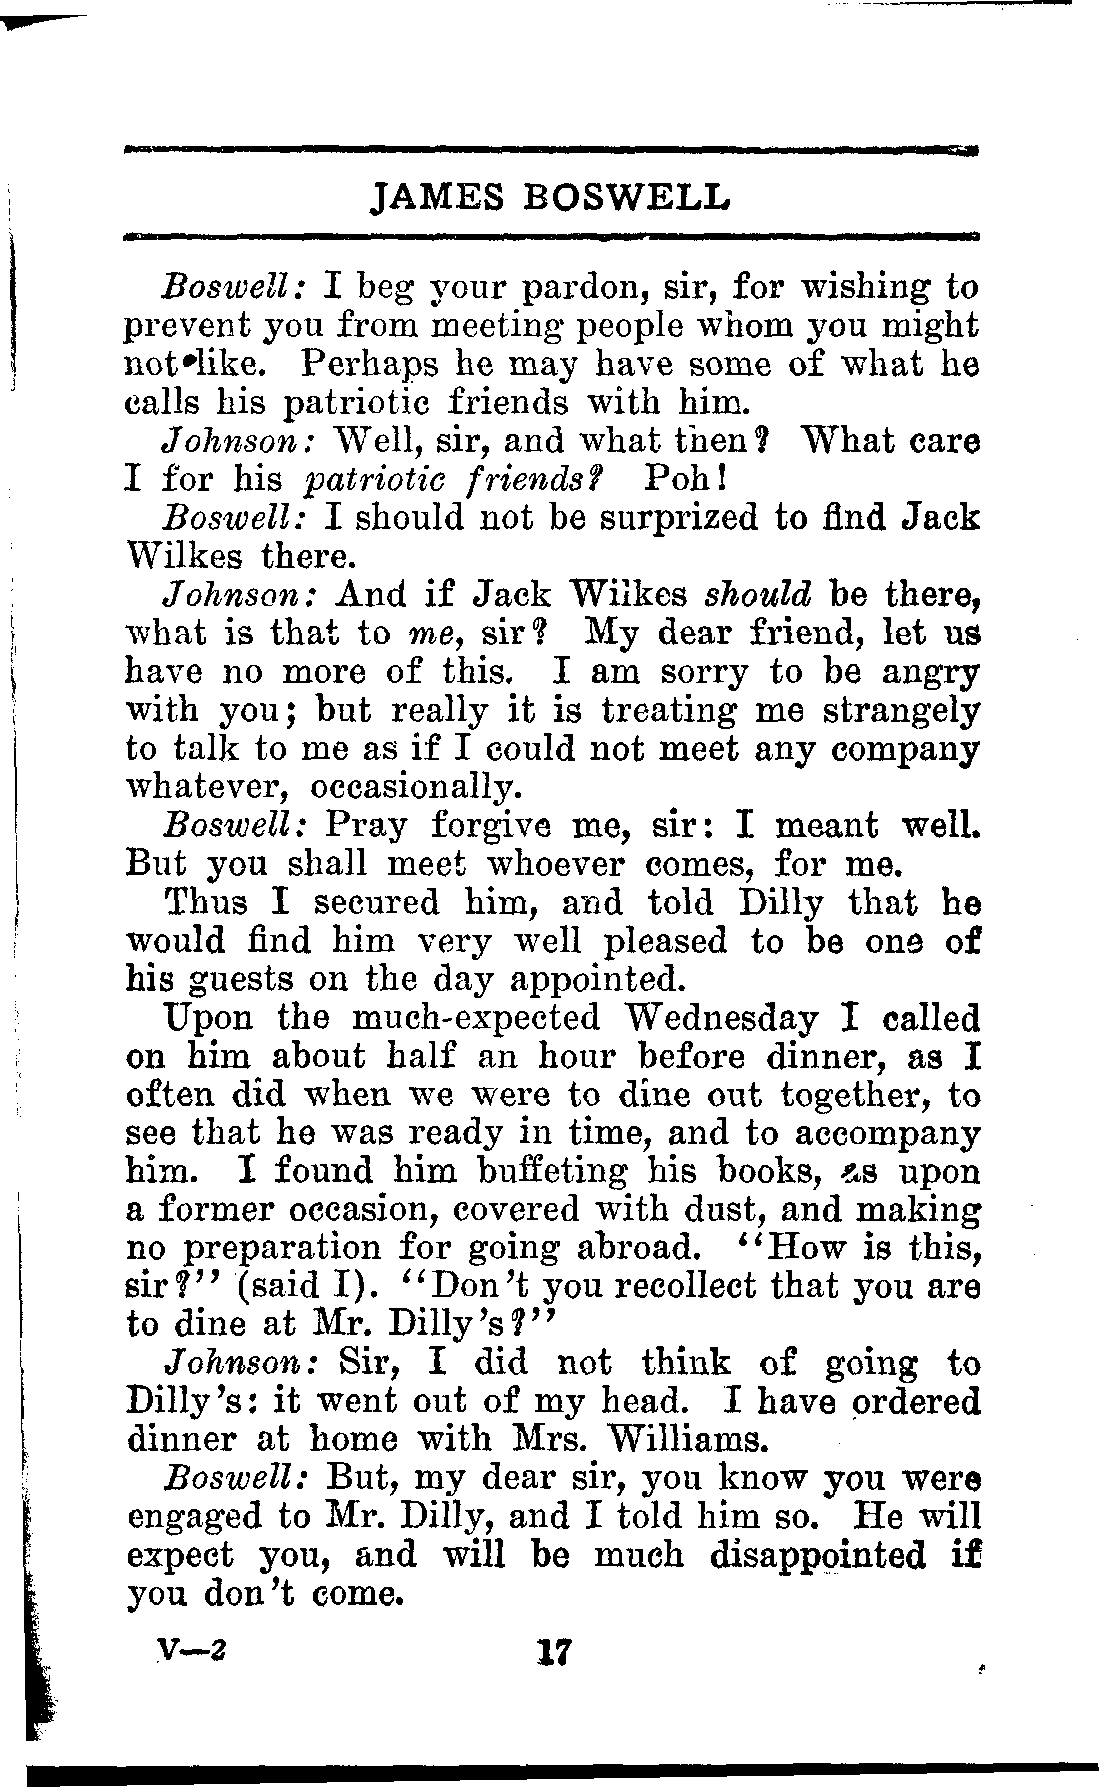 JAMES BOSWELL
Boswell: I beg your pardon, sir, for wishing to
prevent you from meeting people whom you might
not like. Perhaps he may have some of what he
calls his patriotic friends with him.
Johnson: Well, sir, and what then? What care
I for his patriotic friends? Poh!
Boswell: I should not be surprized to find Jack
Wilkes there.
Johnson: And if Jack Wilkes should be there,
what is that to me, sir? My dear friend, let us
have no more of this. I am sorry to be angry
with you; but really it is treating me strangely
to talk to me as if I could not meet any company
whatever, occasionally.
Boswell: Pray forgive me, sir: I meant well.
But you shall meet whoever comes, for me.
Thus I secured him, and told Dilly that he
would find him very well pleased to be one of
his guests on the day appointed.
Upon the much-expected Wednesday I called
on him about half an hour before dinner, as I
often did when we were to dine out together, to
see that he was ready in time, and to accompany
him. I found him buffeting his books, as upon
a former occasion, covered with dust, and making
no preparation for going abroad. "How is this,
sir?" (said I). "Don't you recollect that you are
to dine at Mr. Dilly's?"
Johnson: Sir, I did not think of going to
Dilly's: it went out of my head. I have ordered
dinner at home with Mrs. Williams.
Boswell: But, my dear sir, you know you were
engaged to Mr. Dilly, and I told him so. He will
expect you, and will be much disappointed if
you don't come.
V—2 17